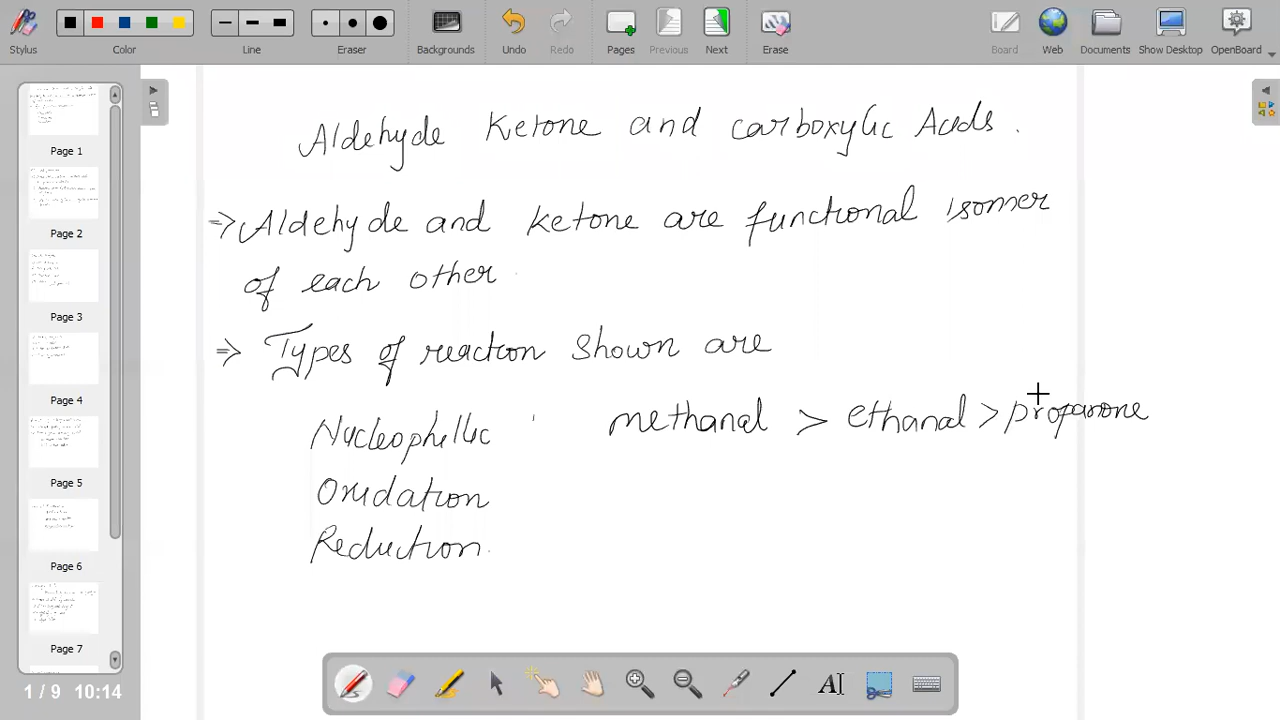 Stylus
Color
Line
Eraser
Backgrounds
Undo
Redo
Pages
Previous
Next
Erase
Board
Web
Documents
Show Desktop
OpenBoard
Page 1
Page 2
Page 3
Page 4
Page 5
Page 6
Page 7
1 / 9 10:14
Aldehyde Ketone and carboxylic Acids .
⇒ Aldehyde and Ketone are functional isomer
of each other
⇒ Types of reaction shown are
Nucleophillic methanal > ethanal > propanone
Oxidation
Reduction.